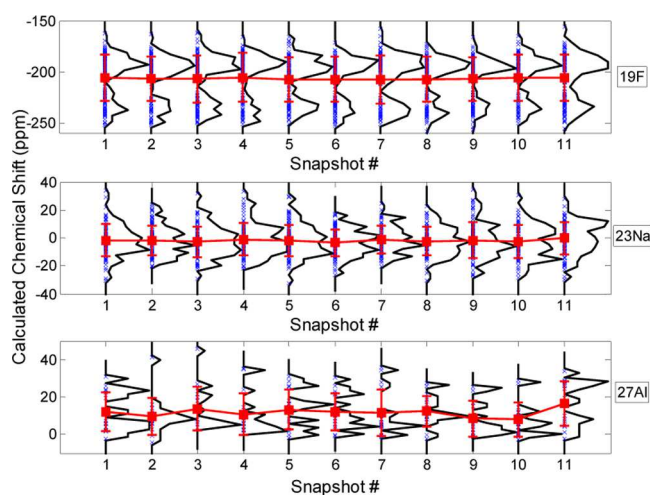 -150
-200
-250
1 2 3 4 5 6 7 8 9 10 11
Snapshot #
19F
Calculated Chemical Shift (ppm)
40
20
0
-20
-40
1 2 3 4 5 6 7 8 9 10 11
Snapshot #
23Na
40
20
0
1 2 3 4 5 6 7 8 9 10 11
Snapshot #
27Al